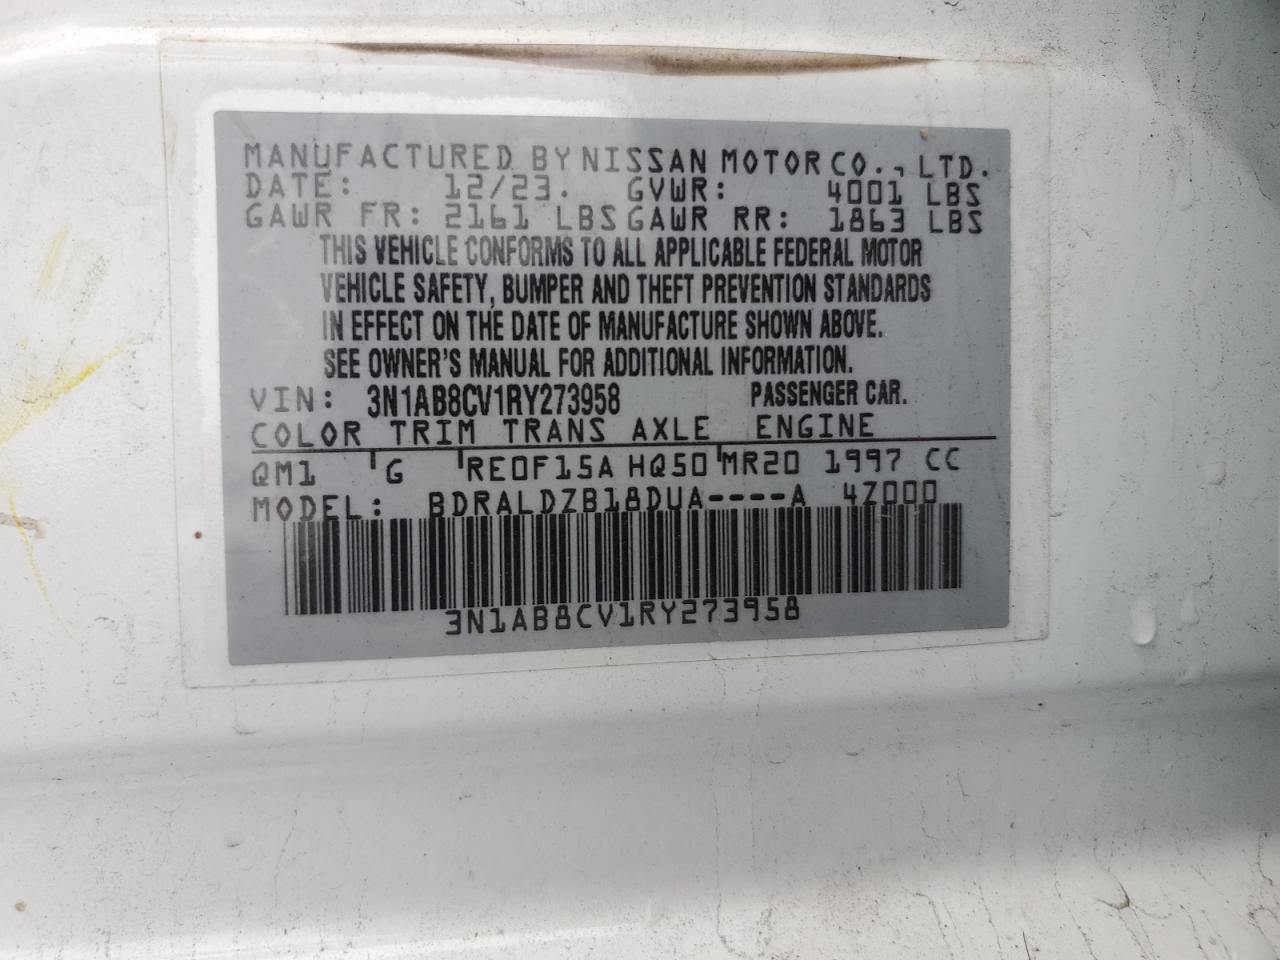 MANUFACTURED BY NISSAN MOTOR CO., LTD.
DATE: 12/23. GVWR: 4001 LBS
GAWR FR: 2161 LBS GAWR RR: 1863 LBS
THIS VEHICLE CONFORMS TO ALL APPLICABLE FEDERAL MOTOR
VEHICLE SAFETY, BUMPER AND THEFT PREVENTION STANDARDS
IN EFFECT ON THE DATE OF MANUFACTURE SHOWN ABOVE.
SEE OWNER'S MANUAL FOR ADDITIONAL INFORMATION.
VIN: 3N1AB8CV1RY273958 PASSENGER CAR.
COLOR TRIM TRANS AXLE ENGINE
QM1 G RE0F15A HQ50 MR20 1997 CC
MODEL: BDRALDZB18DUA----A 4Z000
3N1AB8CV1RY273958